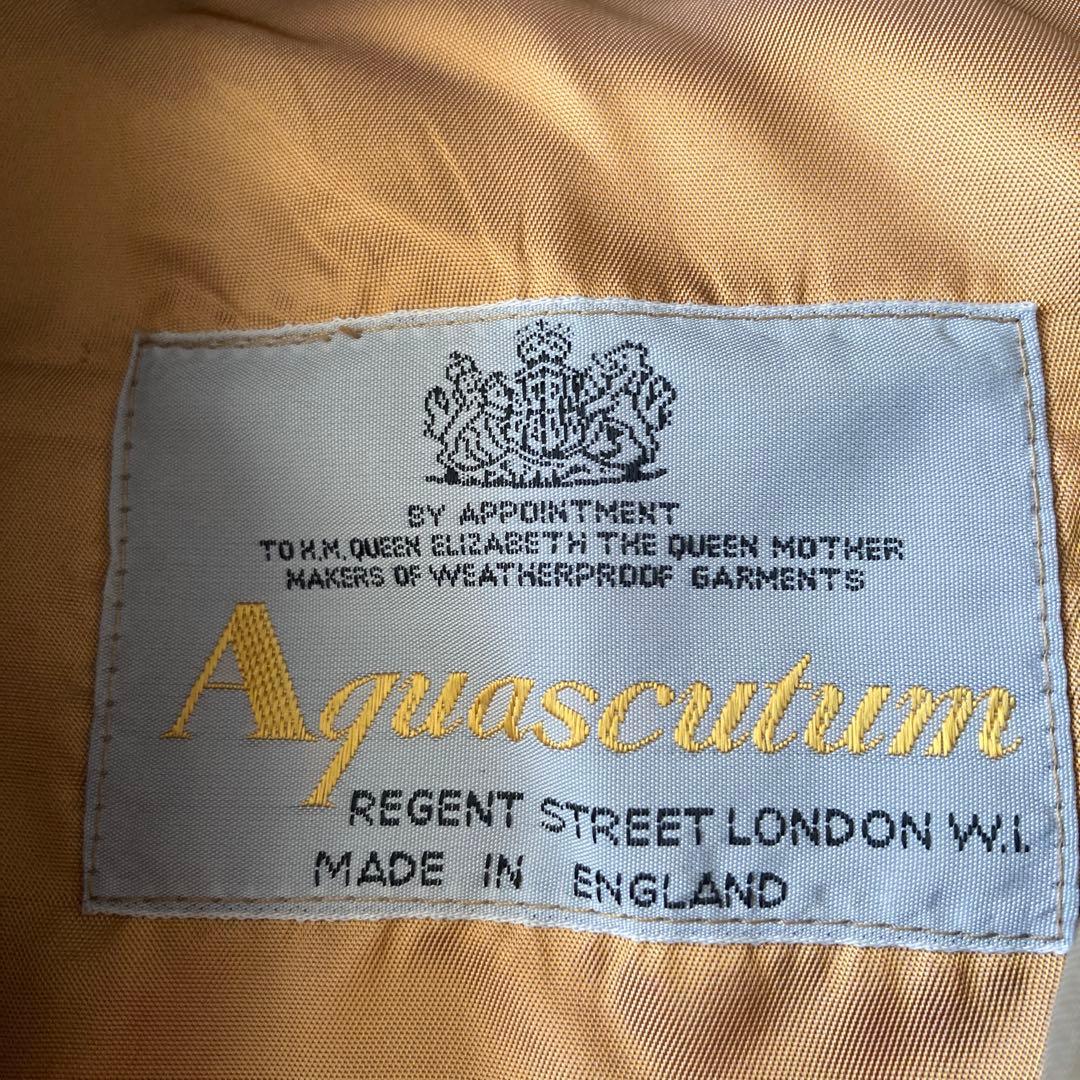 BY APPOINTMENT
TO H.M. QUEEN ELIZABETH THE QUEEN MOTHER
MAKERS OF WEATHERPROOF GARMENTS
Aquascutum
REGENT STREET LONDON W.1.
MADE IN ENGLAND